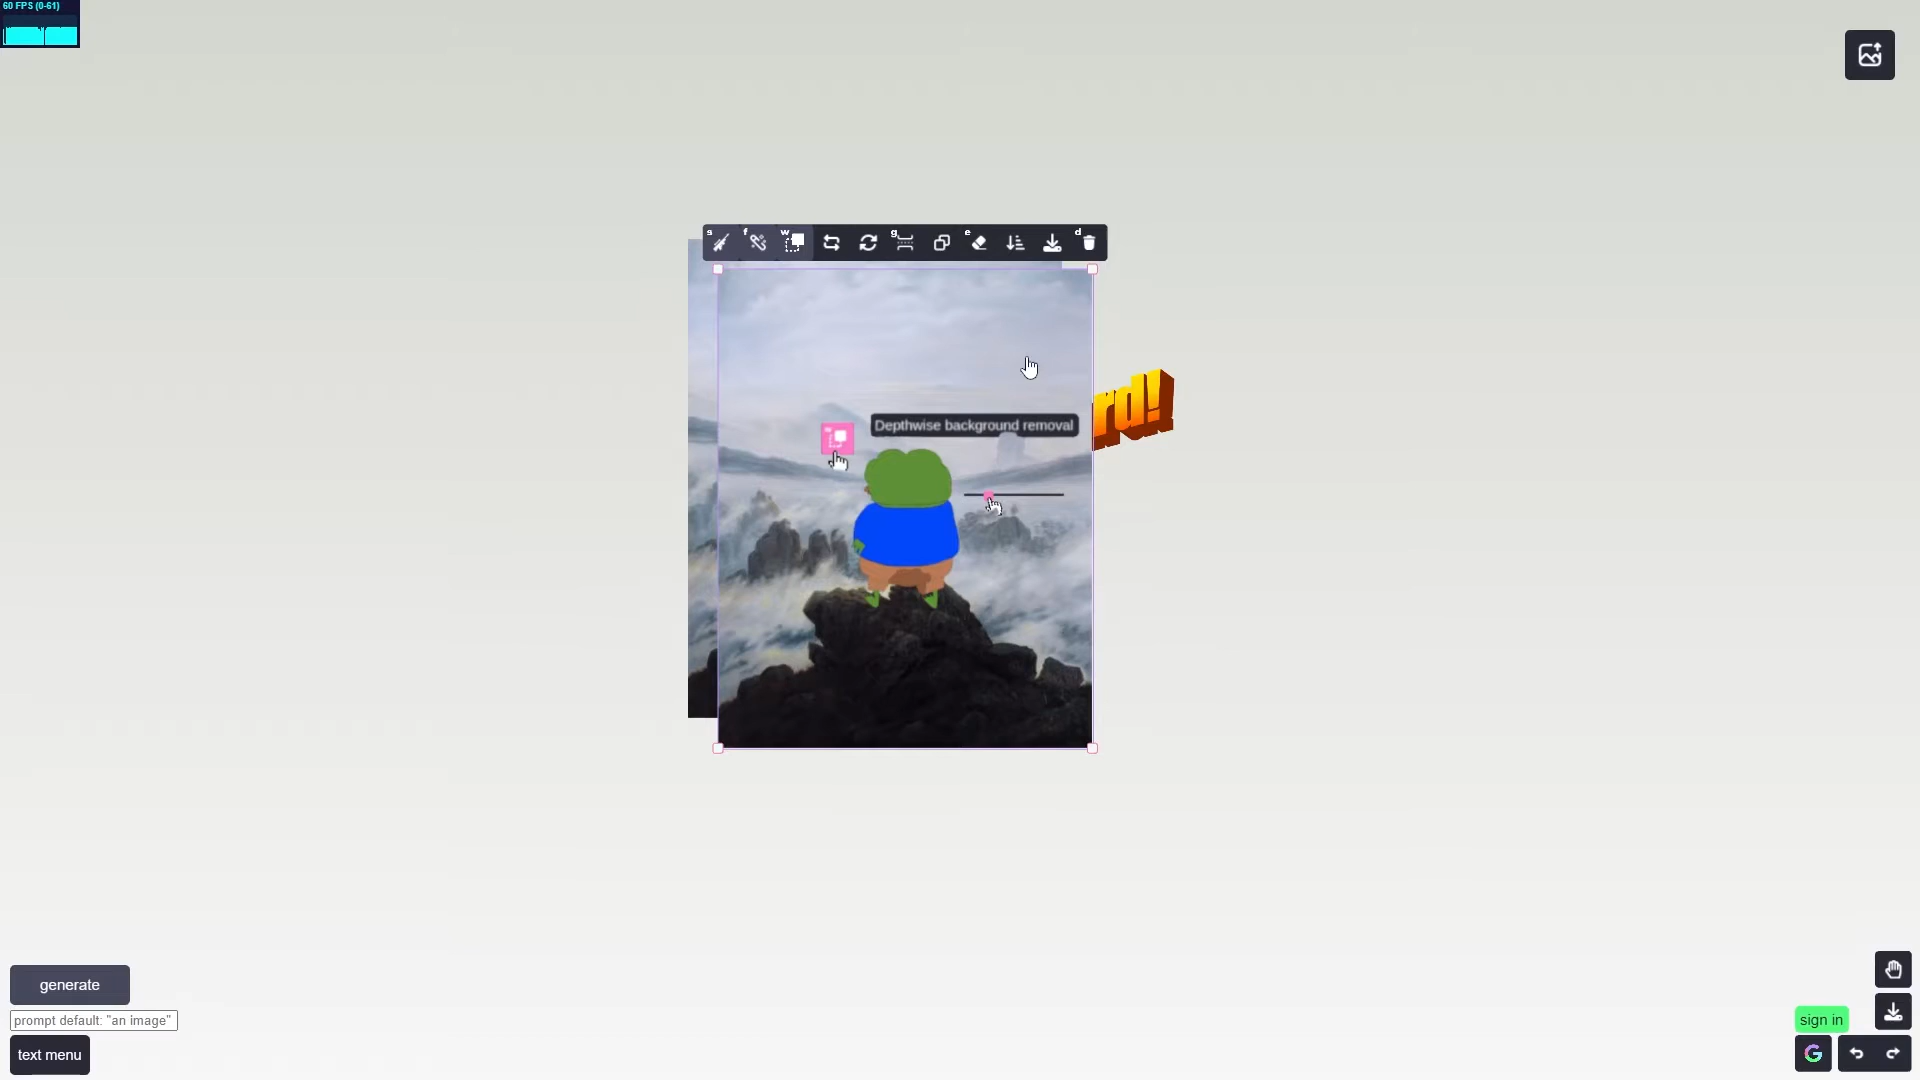 60 FPS (0-61)
s f w g e d
Depthwise background removal
rd!
generate
prompt default: "an image"
text menu
sign in
G